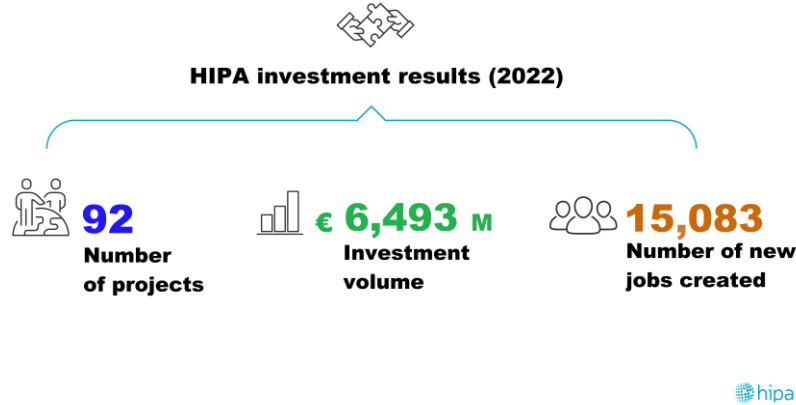 HIPA investment results (2022)
92
Number
of projects
€ 6,493 M
Investment
volume
15,083
Number of new
jobs created
hipa